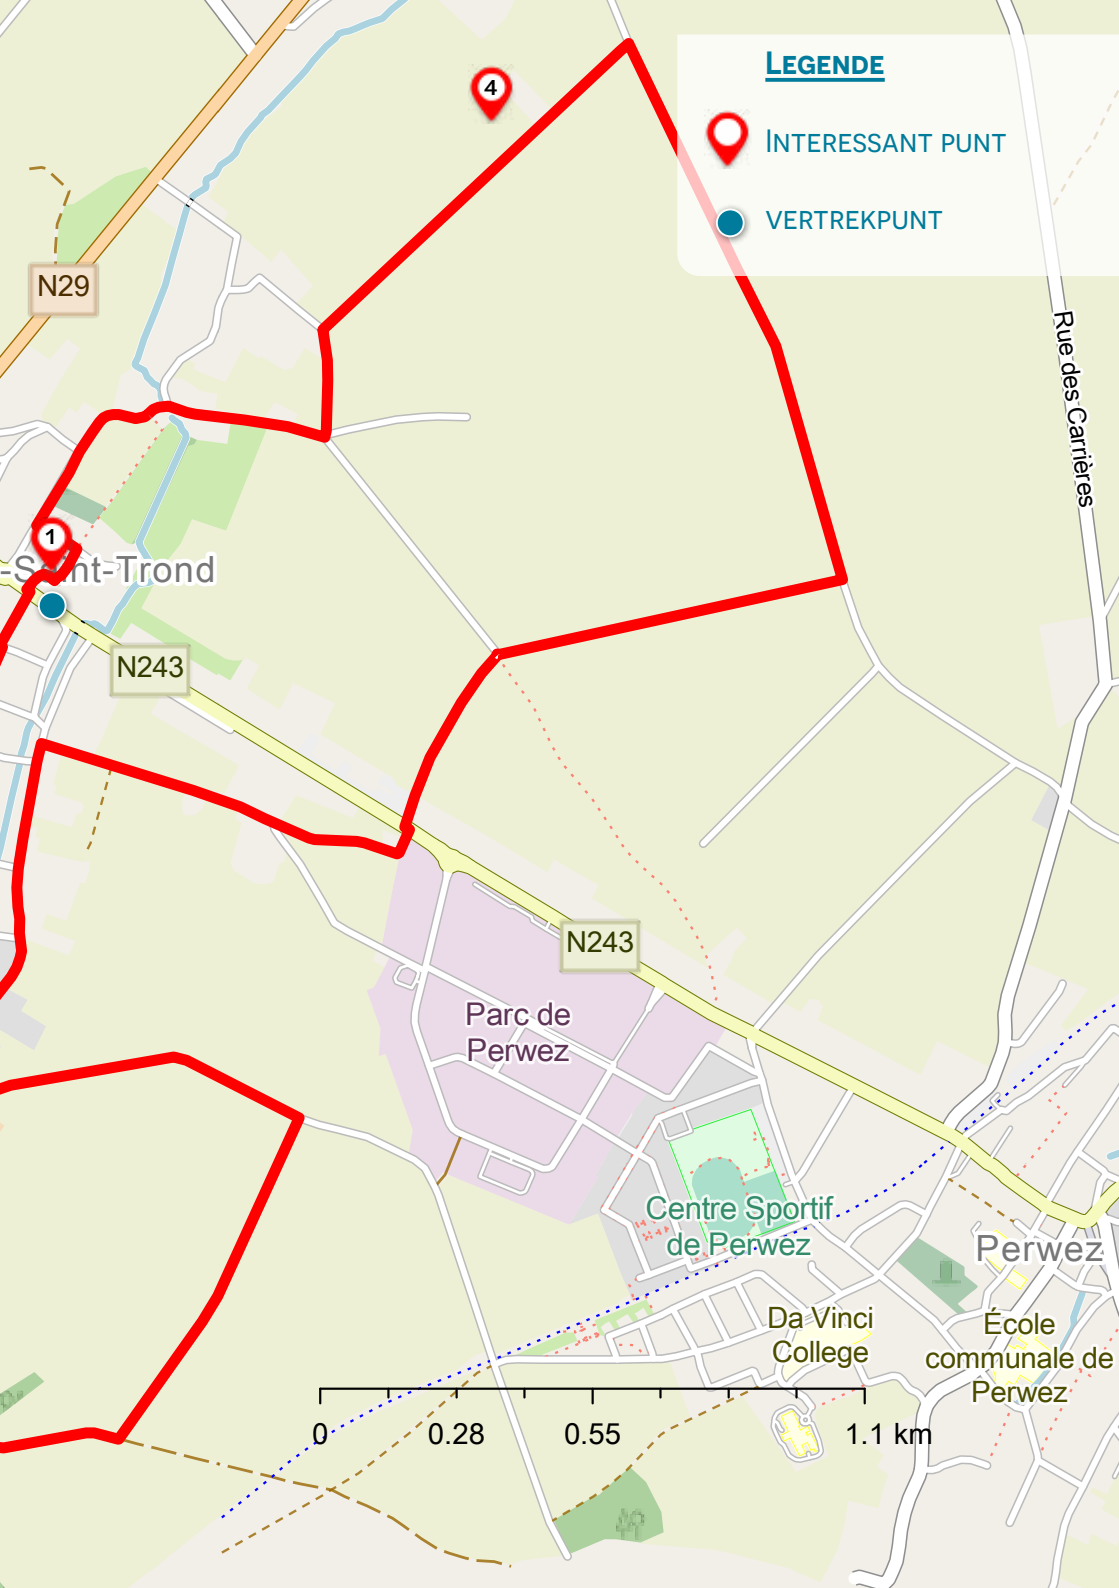 LEGENDE
4
INTERESSANT PUNT
VERTREKPUNT
N29
Rue des Carrières
1
-Saint-Trond
N243
N243
Parc de
Perwez
Centre Sportif
de Perwez
Perwez
Da Vinci
College
École
communale de
Perwez
0 0.28 0.55 1.1 km